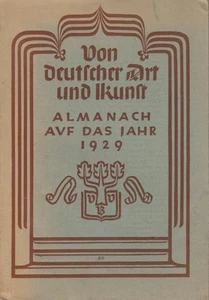 Von
deutscher Art
und Kunst
ALMANACH
AVF DAS JAHR
1929